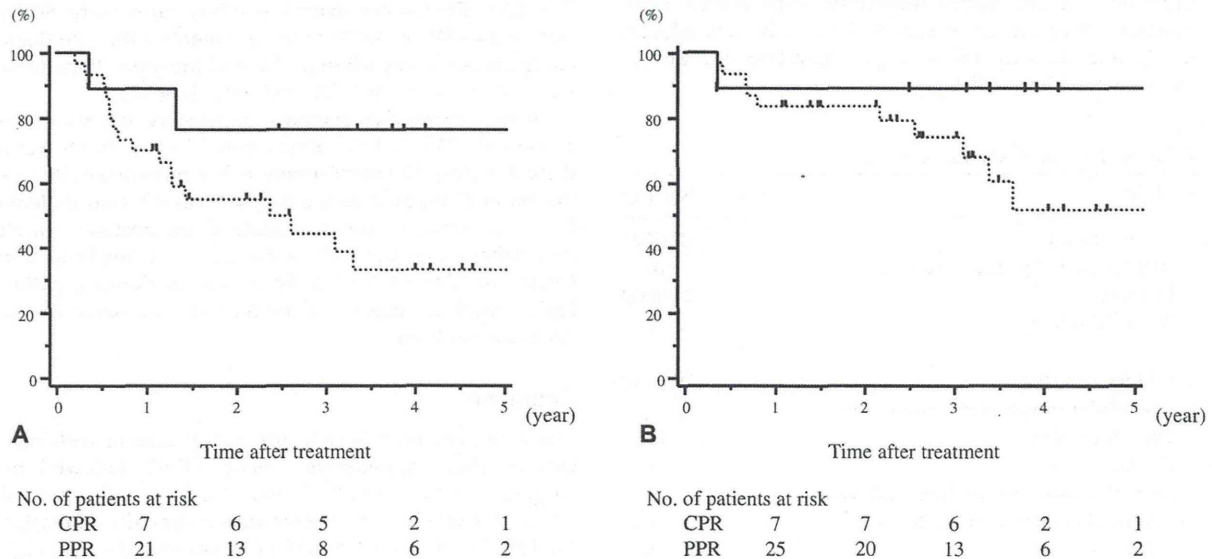 (%)
100
80
60
40
20
0
0 1 2 3 4 5
(year)
A
Time after treatment
No. of patients at risk
CPR 7 6 5 2 1
PPR 21 13 8 6 2
(%)
100
80
60
40
20
0
0 1 2 3 4 5
(year)
B
Time after treatment
No. of patients at risk
CPR 7 7 6 2 1
PPR 25 20 13 6 2